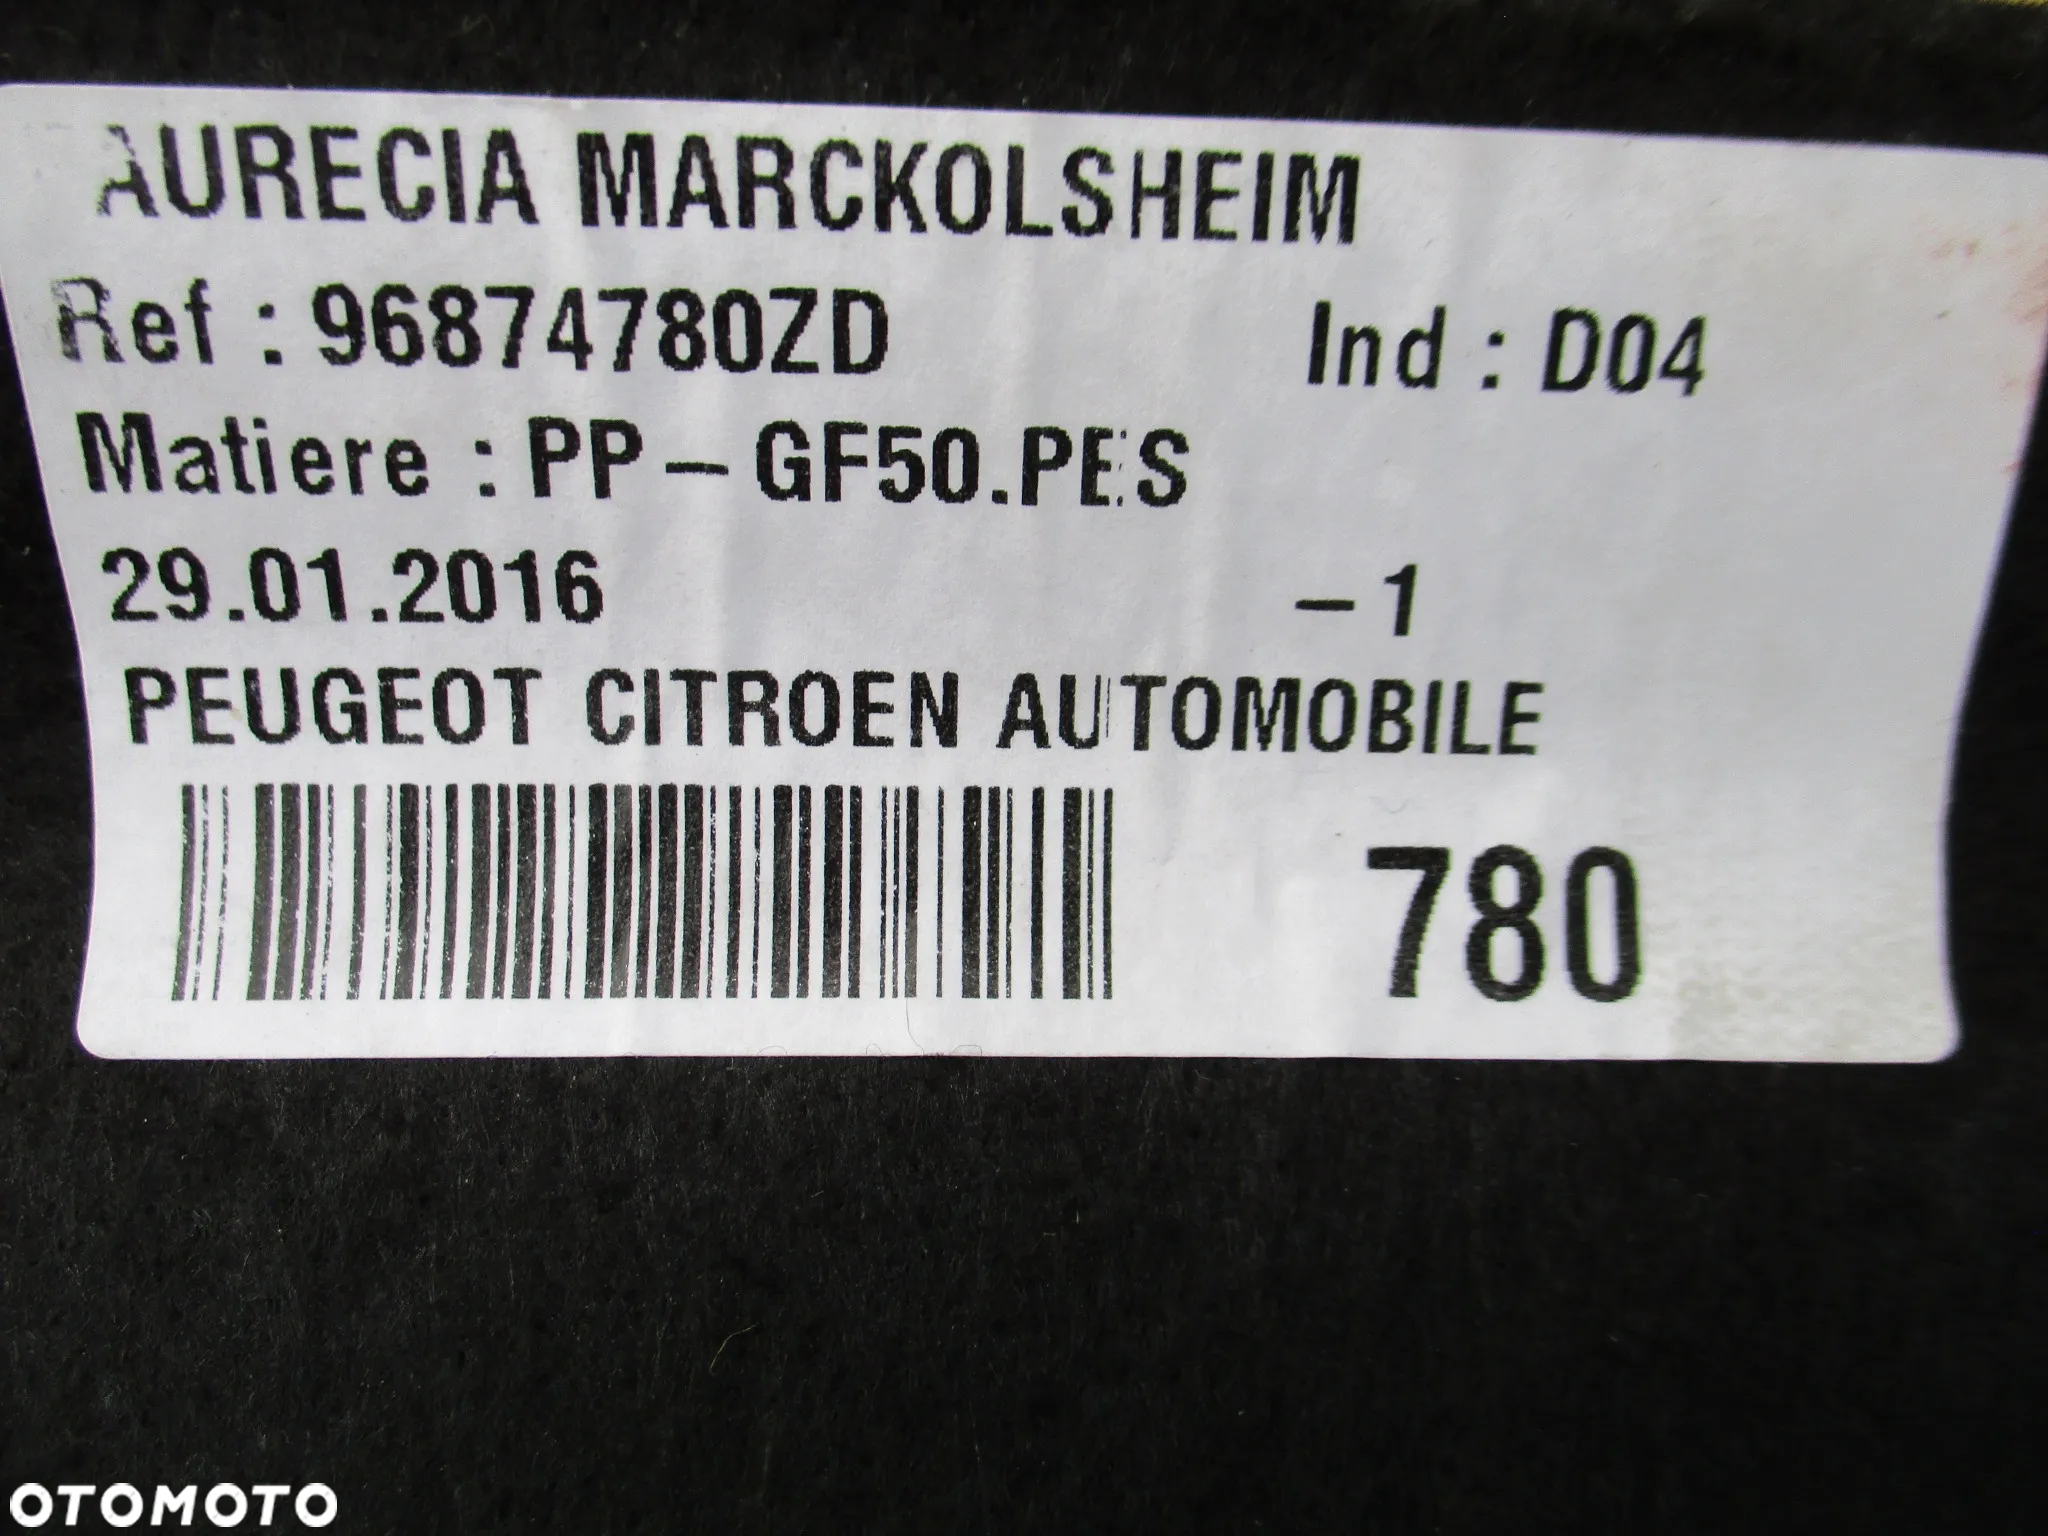 AURECIA MARCKOLSHEIM
Ref : 96874780ZD Ind : D04
Matiere : PP-GF50.PES
29.01.2016 -1
PEUGEOT CITROEN AUTOMOBILE
780
OTOMOTO